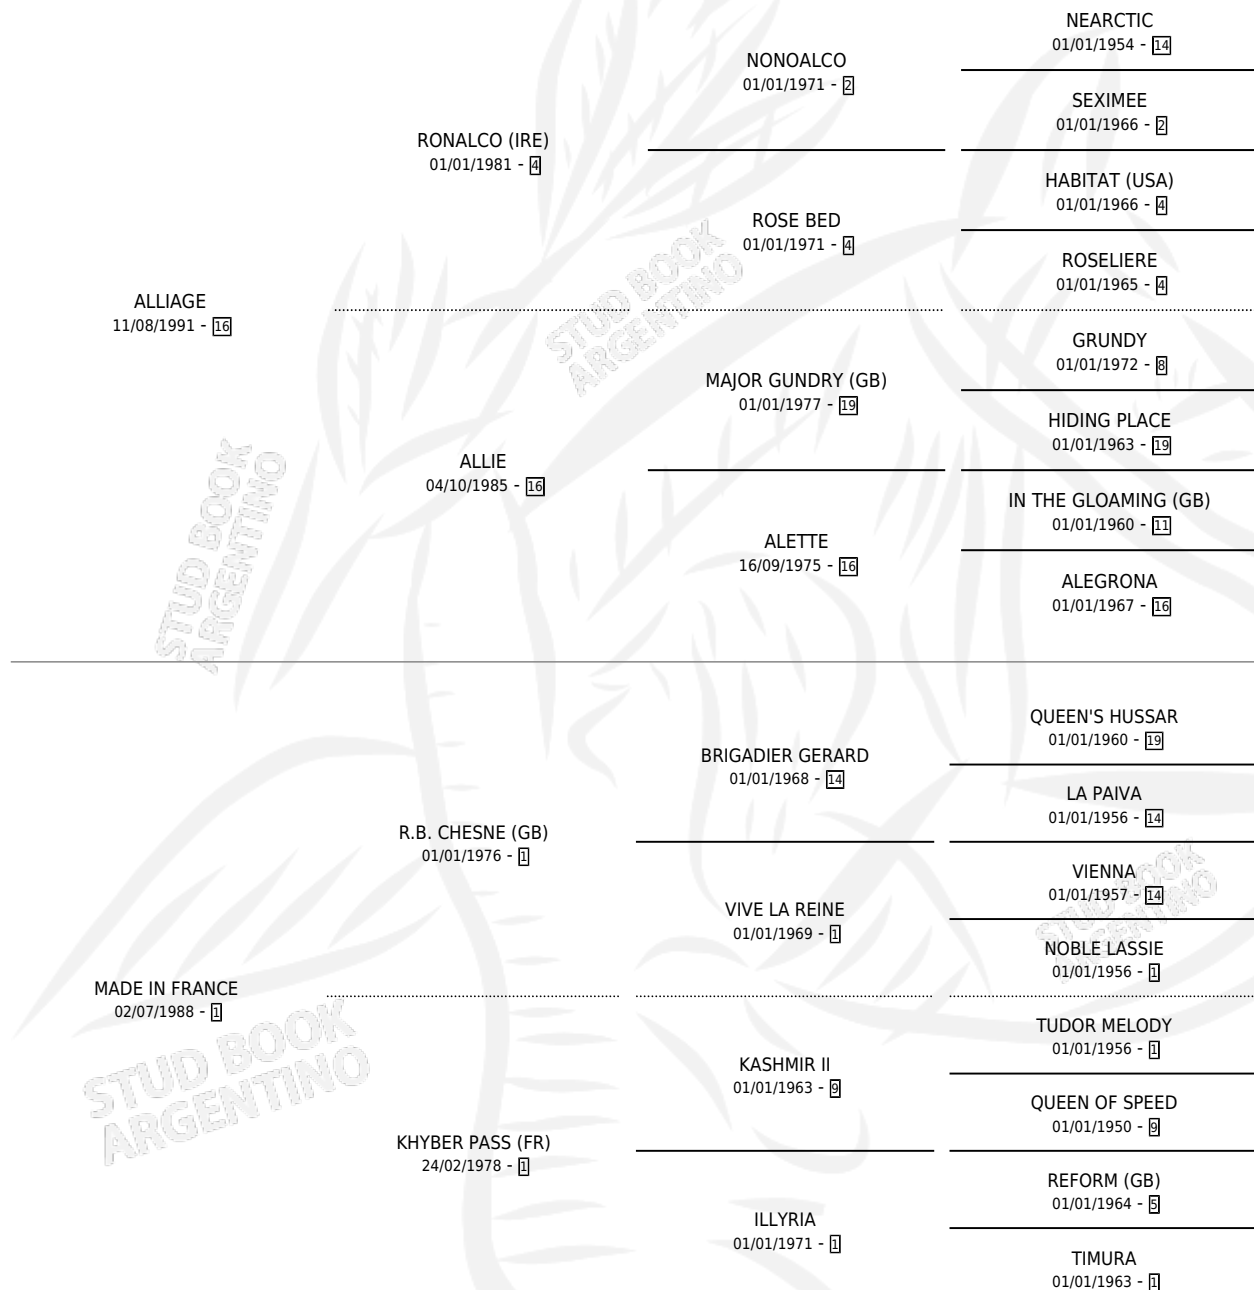 NEARCTIC
01/01/1954 - 14
NONOALCO
01/01/1971 - 2
SEXIMEE
01/01/1966 - 2
RONALCO (IRE)
01/01/1981 - 4
HABITAT (USA)
01/01/1966 - 4
ROSE BED
01/01/1971 - 4
ROSELIERE
01/01/1965 - 4
STUD BOOK
ARGENTINO
ALLIAGE
11/08/1991 - 16
GRUNDY
01/01/1972 - 8
MAJOR GUNDRY (GB)
01/01/1977 - 19
HIDING PLACE
01/01/1963 - 19
ALLIE
04/10/1985 - 16
IN THE GLOAMING (GB)
01/01/1960 - 11
ALETTE
16/09/1975 - 16
ALEGRONA
01/01/1967 - 16
STUD BOOK
ARGENTINO
QUEEN'S HUSSAR
01/01/1960 - 19
BRIGADIER GERARD
01/01/1968 - 14
LA PAIVA
01/01/1956 - 14
R.B. CHESNE (GB)
01/01/1976 - 1
VIENNA
01/01/1957 - 14
STUD BOOK
ARGENTINO
VIVE LA REINE
01/01/1969 - 1
NOBLE LASSIE
01/01/1956 - 1
MADE IN FRANCE
02/07/1988 - 1
TUDOR MELODY
01/01/1956 - 1
STUD BOOK
ARGENTINO
KASHMIR II
01/01/1963 - 9
QUEEN OF SPEED
01/01/1950 - 9
KHYBER PASS (FR)
24/02/1978 - 1
REFORM (GB)
01/01/1964 - 5
ILLYRIA
01/01/1971 - 1
TIMURA
01/01/1963 - 1